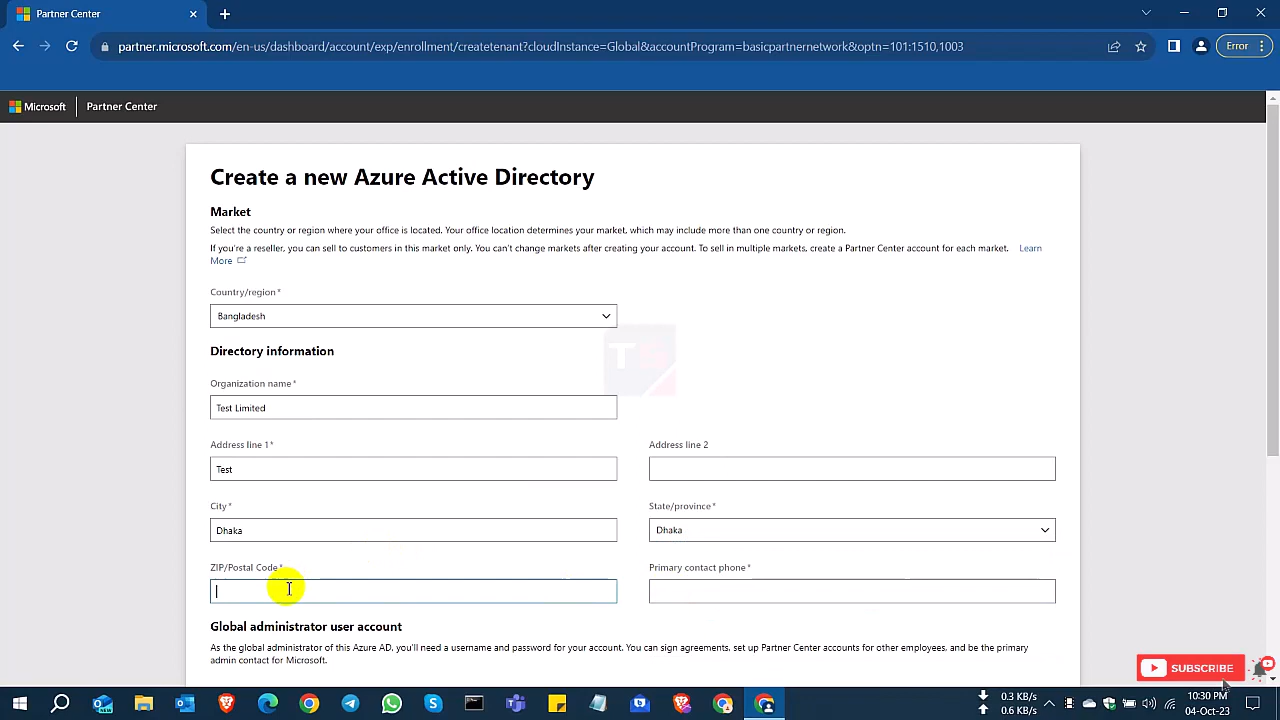 Partner Center
partner.microsoft.com/en-us/dashboard/account/exp/enrollment/createtenant?cloudInstance=Global&accountProgram=basicpartnernetwork&optn=101:1510,1003
Error
Microsoft
Partner Center
Create a new Azure Active Directory
Market
Select the country or region where your office is located. Your office location determines your market, which may include more than one country or region.
If you're a reseller, you can sell to customers in this market only. You can't change markets after creating your account. To sell in multiple markets, create a Partner Center account for each market. Learn
More
Country/region*
Bangladesh
Directory information
Organization name*
Test Limited
Address line 1*
Address line 2
Test
City*
State/province*
Dhaka
Dhaka
ZIP/Postal Code*
Primary contact phone*
Global administrator user account
As the global administrator of this Azure AD, you'll need a username and password for your account. You can sign agreements, set up Partner Center accounts for other employees, and be the primary
admin contact for Microsoft.
SUBSCRIBE
0.3 KB/s
0.6 KB/s
10:30 PM
04-Oct-23